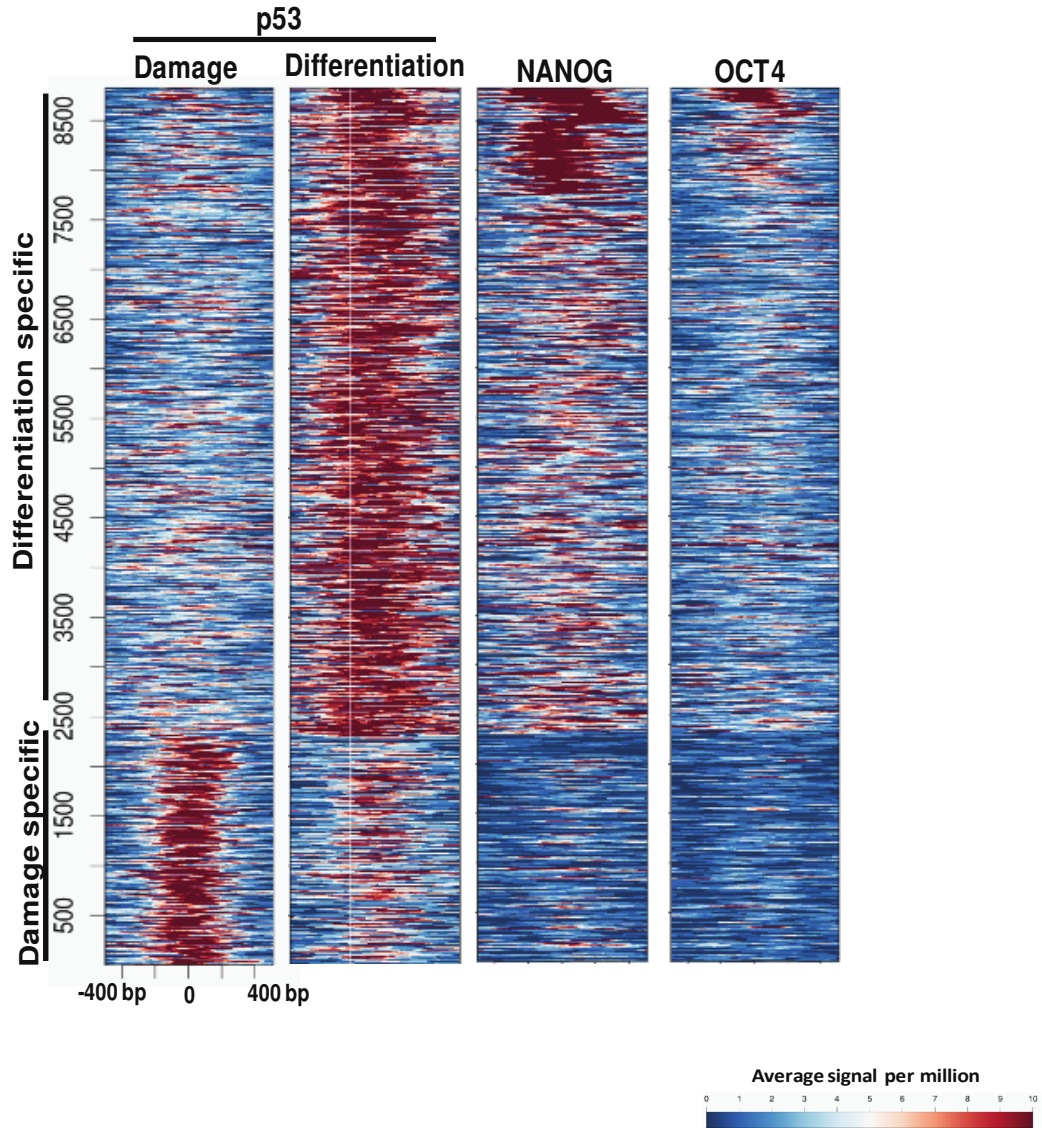 p53
Damage Differentiation NANOG OCT4
Differentiation specific
Damage specific
8500
7500
6500
5500
4500
3500
2500
1500
500
-400 bp 0 400 bp
Average signal per million
0 1 2 3 4 5 6 7 8 9 10